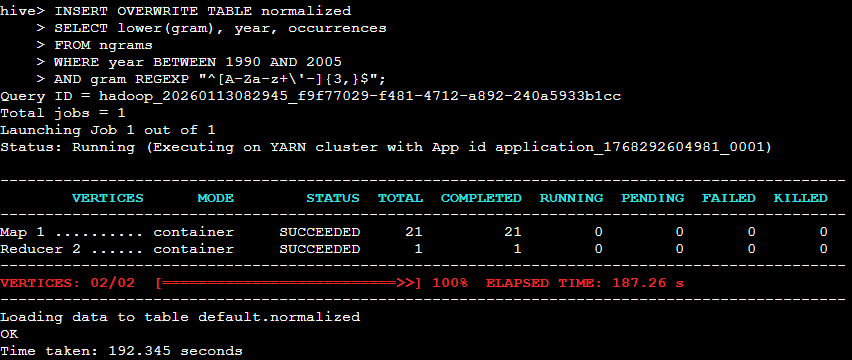 hive> INSERT OVERWRITE TABLE normalized
    > SELECT lower(gram), year, occurrences
    > FROM ngrams
    > WHERE year BETWEEN 1990 AND 2005
    > AND gram REGEXP "^[A-Za-z+\'-]{3,}$";
Query ID = hadoop_20260113082945_f9f77029-f481-4712-a892-240a5933b1cc
Total jobs = 1
Launching Job 1 out of 1
Status: Running (Executing on YARN cluster with App id application_1768292604981_0001)
----------------------------------------------------------------------------------------------
        VERTICES      MODE        STATUS  TOTAL  COMPLETED  RUNNING  PENDING  FAILED  KILLED
----------------------------------------------------------------------------------------------
Map 1 .......... container     SUCCEEDED     21         21        0        0       0       0
Reducer 2 ...... container     SUCCEEDED      1          1        0        0       0       0
----------------------------------------------------------------------------------------------
VERTICES: 02/02  [==========================>>] 100%  ELAPSED TIME: 187.26 s
----------------------------------------------------------------------------------------------
Loading data to table default.normalized
OK
Time taken: 192.345 seconds